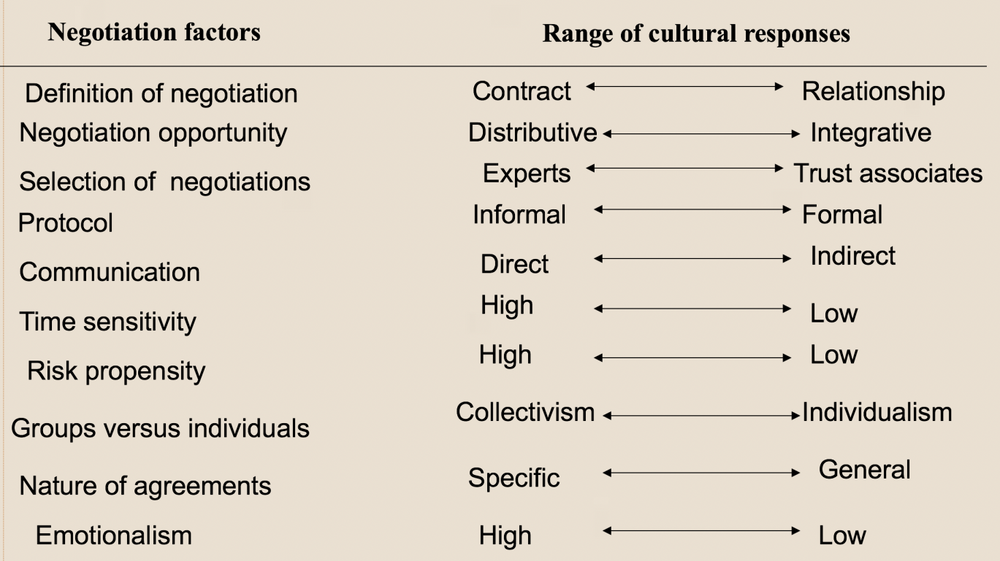 Negotiation factors Range of cultural responses
Definition of negotiation Contract Relationship
Negotiation opportunity Distributive Integrative
Selection of negotiations Experts Trust associates
Protocol Informal Formal
Communication Direct Indirect
Time sensitivity High Low
Risk propensity High Low
Groups versus individuals Collectivism Individualism
Nature of agreements Specific General
Emotionalism High Low